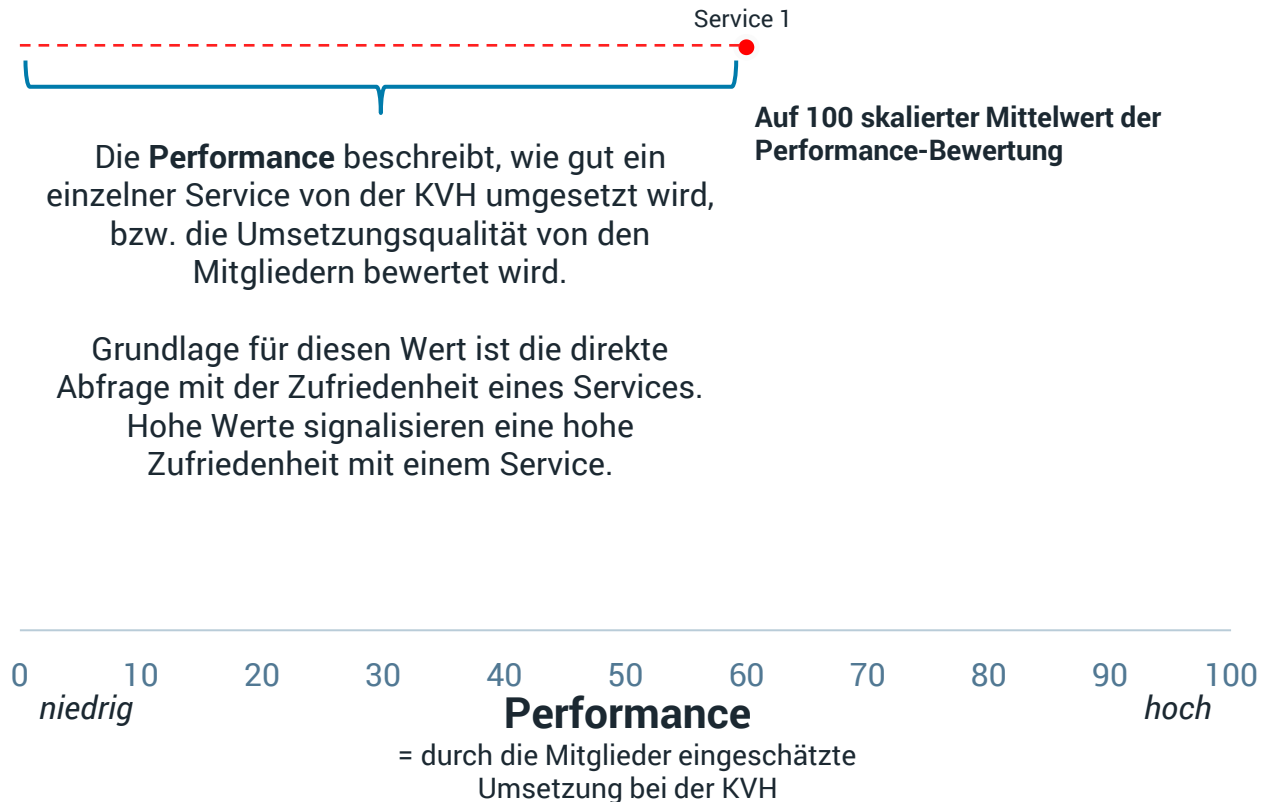 Service 1
Auf 100 skalierter Mittelwert der
Performance-Bewertung
Die Performance beschreibt, wie gut ein
einzelner Service von der KVH umgesetzt wird,
bzw. die Umsetzungsqualität von den
Mitgliedern bewertet wird.
Grundlage für diesen Wert ist die direkte
Abfrage mit der Zufriedenheit eines Services.
Hohe Werte signalisieren eine hohe
Zufriedenheit mit einem Service.
0 10 20 30 40 50 60 70 80 90 100
niedrig Performance hoch
= durch die Mitglieder eingeschätzte
Umsetzung bei der KVH